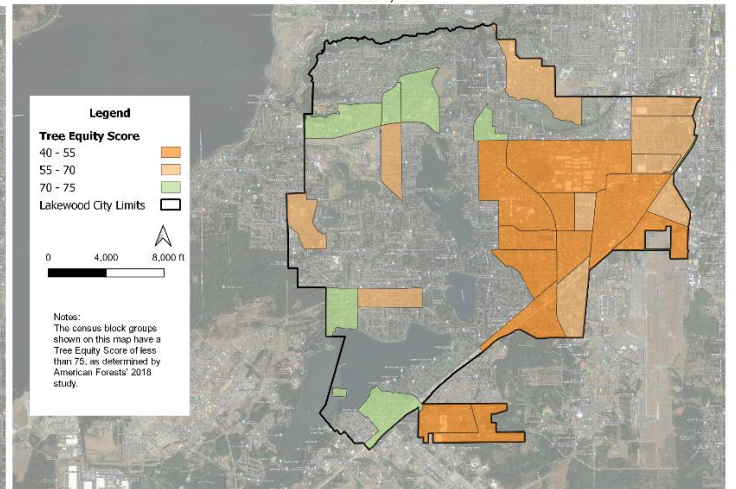 Legend
Tree Equity Score
40 - 55
55 - 70
70 - 75
Lakewood City Limits
0 4,000 8,000 ft
Notes:
The census block groups
shown on this map have a
Tree Equity Score of less
than 75, as determined by
American Forests' 2018
study.